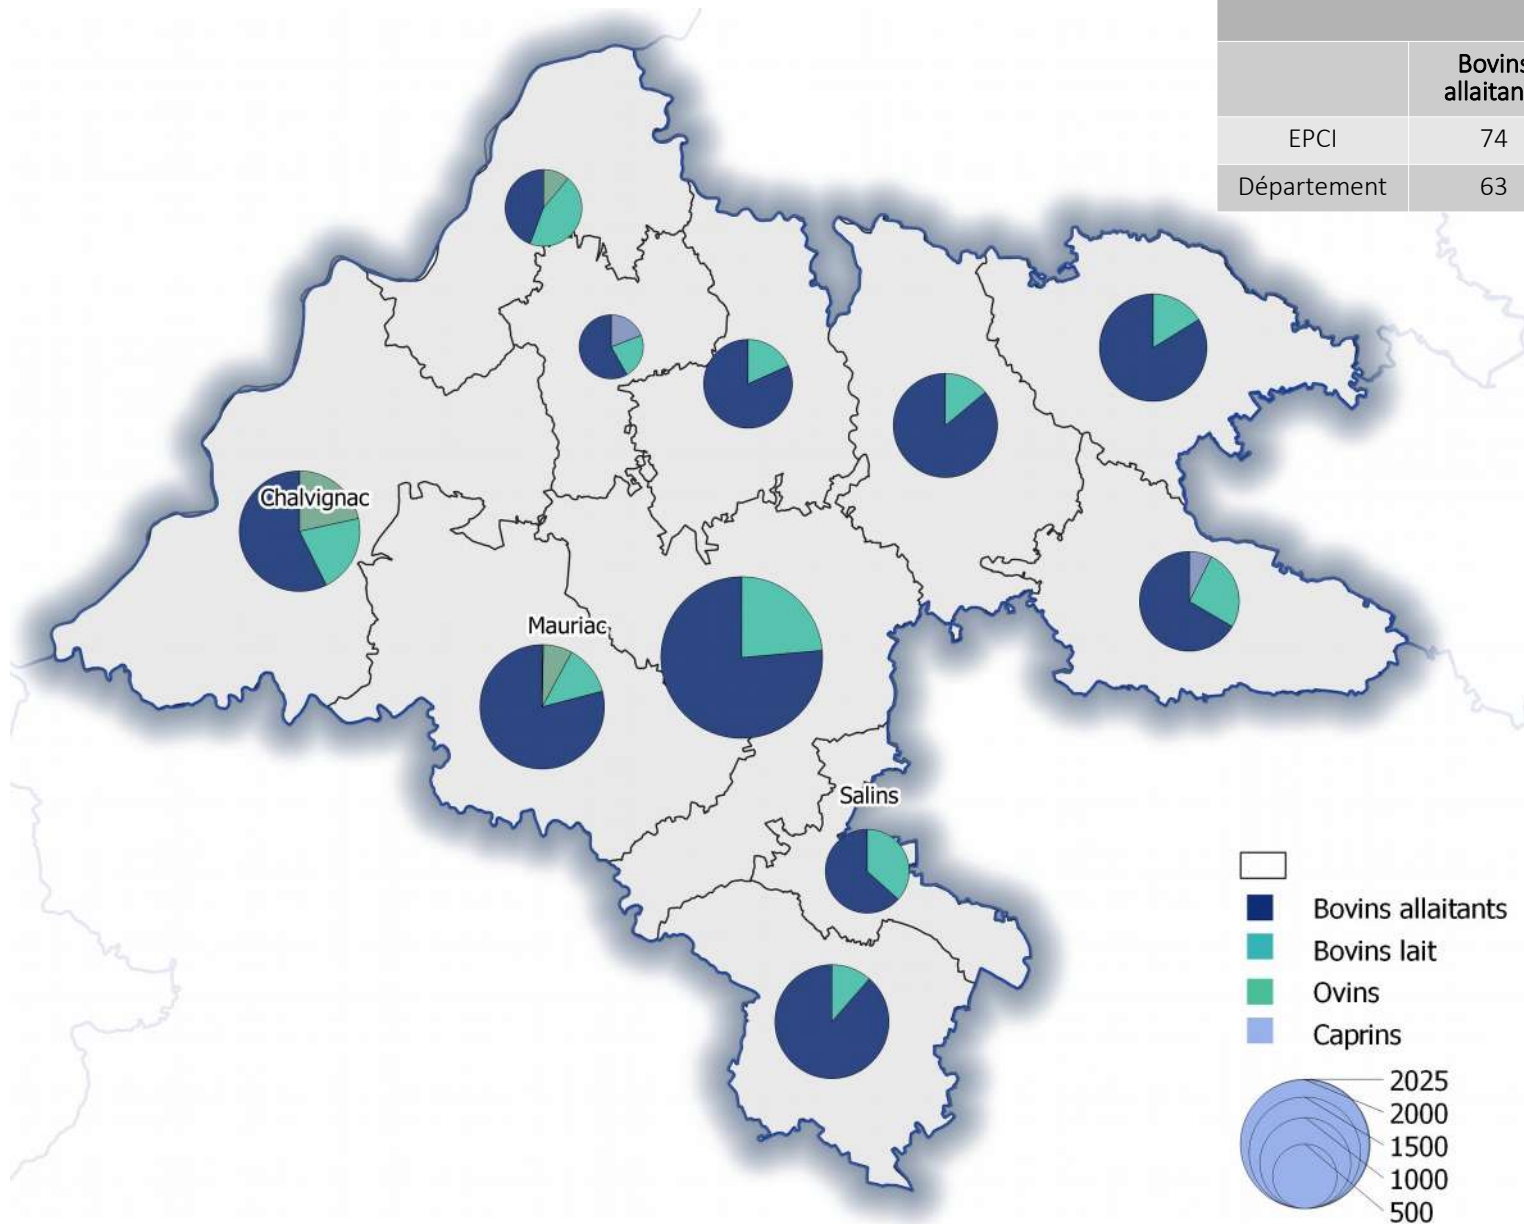 Bovins
allaitan
EPCI 74
Département 63
Chalvignac
Mauriac
Salins
Bovins allaitants
Bovins lait
Ovins
Caprins
2025
2000
1500
1000
500